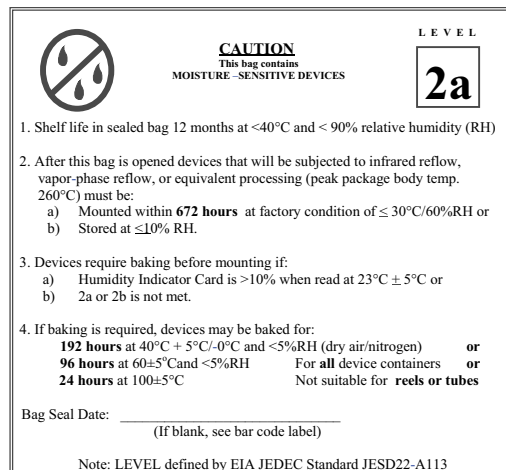 LEVEL
CAUTION
This bag contains
MOISTURE –SENSITIVE DEVICES
2a
1. Shelf life in sealed bag 12 months at <40°C and < 90% relative humidity (RH)
2. After this bag is opened devices that will be subjected to infrared reflow,
vapor-phase reflow, or equivalent processing (peak package body temp.
260°C) must be:
a) Mounted within 672 hours at factory condition of ≤ 30°C/60%RH or
b) Stored at ≤10% RH.
3. Devices require baking before mounting if:
a) Humidity Indicator Card is >10% when read at 23°C ± 5°C or
b) 2a or 2b is not met.
4. If baking is required, devices may be baked for:
192 hours at 40°C + 5°C/-0°C and <5%RH (dry air/nitrogen) or
96 hours at 60±5°Cand <5%RH For all device containers or
24 hours at 100±5°C Not suitable for reels or tubes
Bag Seal Date: ______________________________
(If blank, see bar code label)
Note: LEVEL defined by EIA JEDEC Standard JESD22-A113